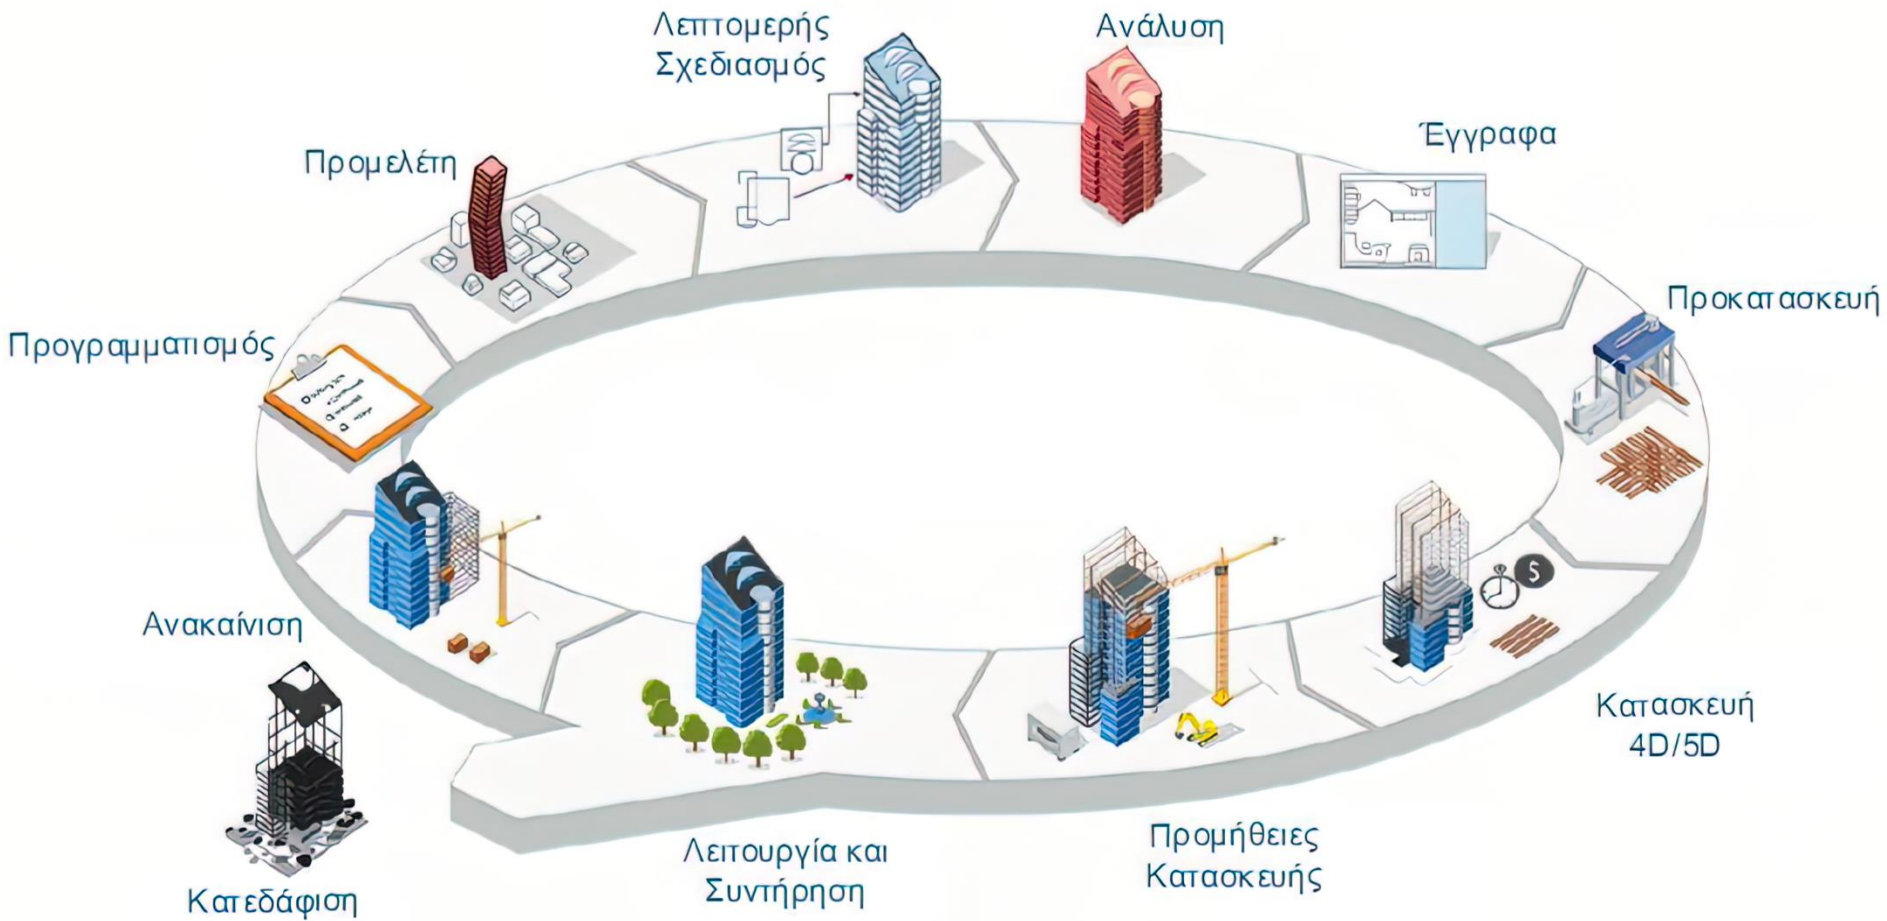 Λεπτομερής
Σχεδιασμός
Ανάλυση
Έγγραφα
Προμελέτη
Προκατασκευή
Προγραμματισμός
$
Ανακαίνιση
Κατασκευή
4D/5D
Προμήθειες
Κατασκευής
Λειτουργία και
Συντήρηση
Κατεδάφιση